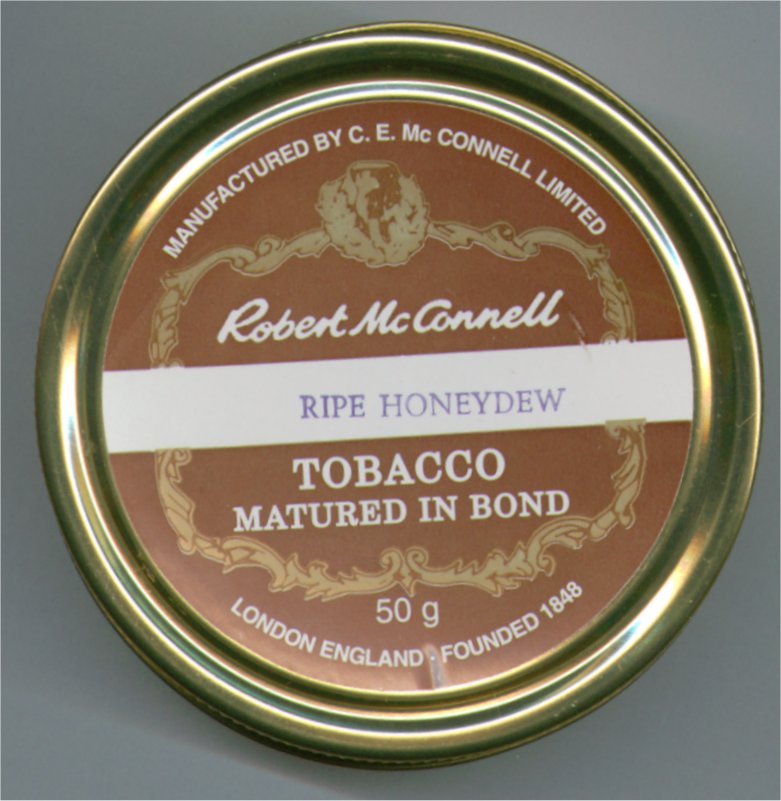 MANUFACTURED BY C. E. Mc CONNELL LIMITED
Robert McConnell
RIPE HONEYDEW
TOBACCO
MATURED IN BOND
50 g
LONDON ENGLAND FOUNDED 1848